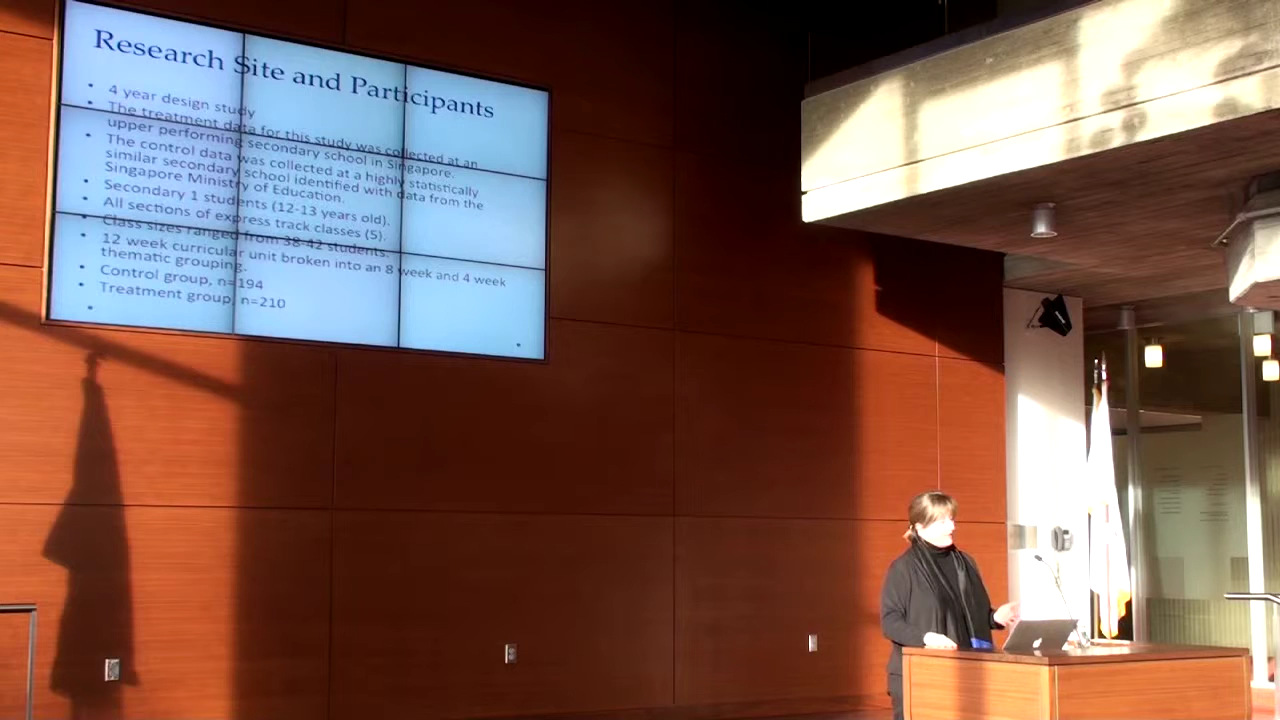 Research Site and Participants
• 4 year design study
• The treatment data for this study was collected at an
upper performing secondary school in Singapore.
• The control data was collected at a highly statistically
similar secondary school identified with data from the
Singapore Ministry of Education.
• Secondary 1 students (12-13 years old).
• All sections of express track classes (5).
• Class sizes ranged from 38-42 students.
• 12 week curricular unit broken into an 8 week and 4 week
thematic grouping.
• Control group, n=194
• Treatment group, n=210